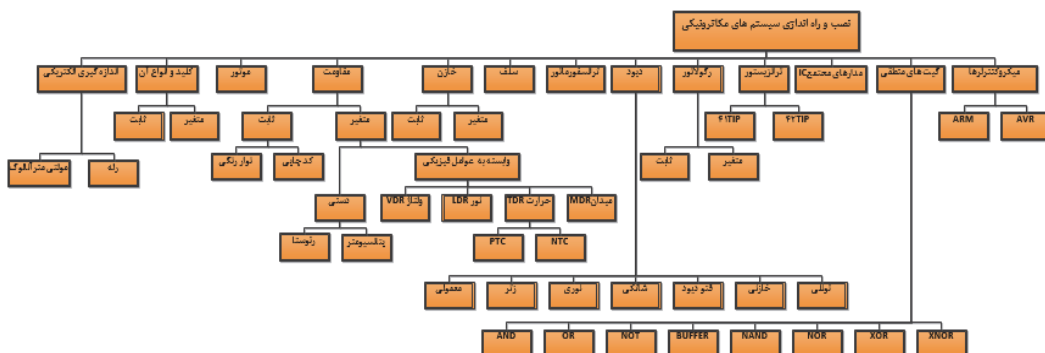 نصب و راه اندازی سیستم های مکاترونیکی
میکروکنترلرها
گیت های منطقی
مدارهای مجتمع IC
ترانزیستور
رگولاتور
دیود
ترانسفورماتور
سلف
خازن
مقاومت
موتور
کلید و انواع آن
اندازه گیری الکتریکی
AVR
ARM
۴۲TIP
۴۱TIP
متغیر
ثابت
متغیر
ثابت
متغیر
ثابت
متغیر
ثابت
وابسته به عوامل فیزیکی
دستی
کد چاپی
نوار رنگی
رله
مولتی متر آنالوگ
میدان MDR
حرارت TDR
نور LDR
ولتاژ VDR
پتانسیومتر
رئوستا
NTC
PTC
تونلی
خازنی
فتو دیود
شاتکی
نوری
زنر
معمولی
AND
OR
NOT
BUFFER
NAND
NOR
XOR
XNOR